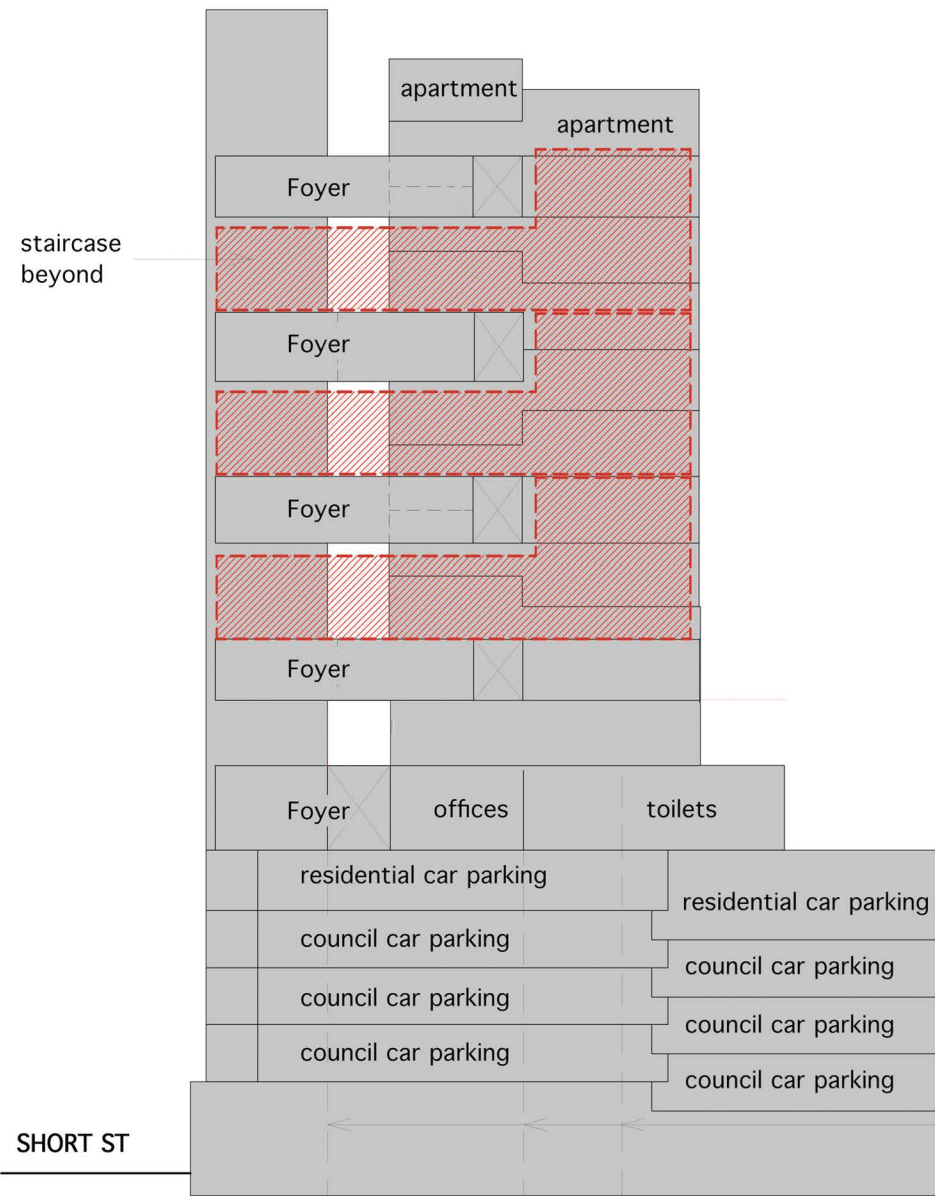 apartment
apartment
Foyer
staircase
beyond
Foyer
Foyer
Foyer
Foyer
offices
toilets
residential car parking
residential car parking
council car parking
council car parking
council car parking
council car parking
council car parking
council car parking
SHORT ST